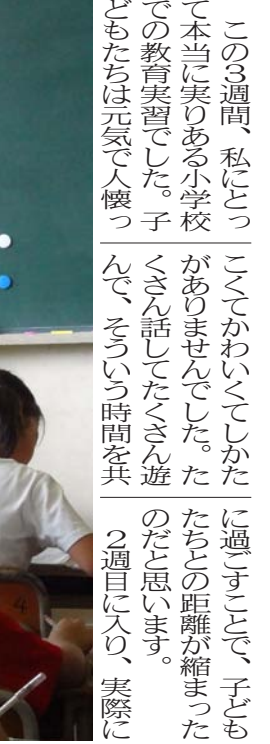 この3週間、私にとっ
て本当に実りある小学校
での教育実習でした。子
どもたちは元気で人懐っ
こくてかわいくてしかた
がありませんでした。た
くさん話してたくさん遊
んで、そういう時間を共
に過ごすことで、子ども
たちとの距離が縮まった
のだと思います。
2週目に入り、実際に